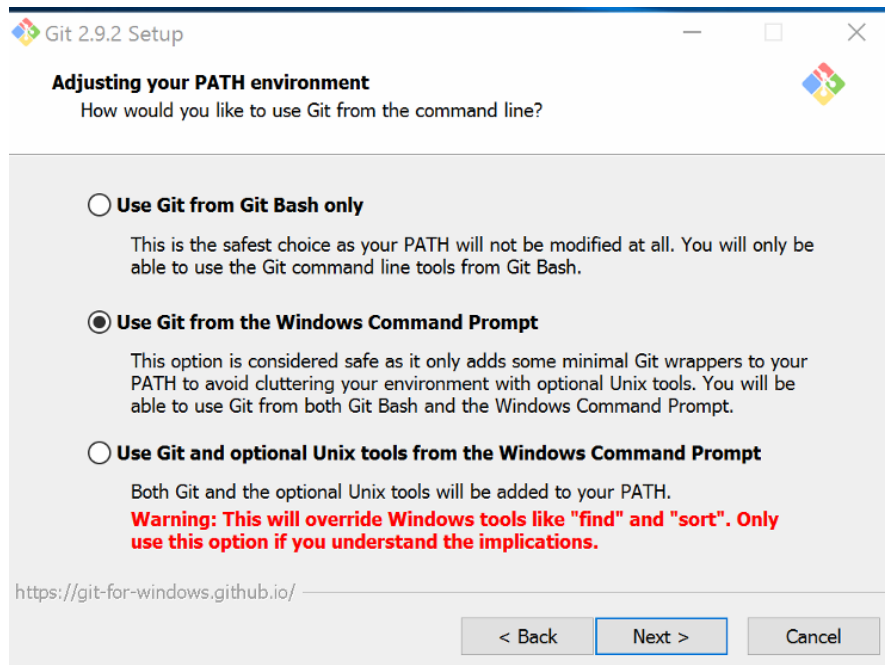 Git 2.9.2 Setup
Adjusting your PATH environment
How would you like to use Git from the command line?
Use Git from Git Bash only
This is the safest choice as your PATH will not be modified at all. You will only be
able to use the Git command line tools from Git Bash.
Use Git from the Windows Command Prompt
This option is considered safe as it only adds some minimal Git wrappers to your
PATH to avoid cluttering your environment with optional Unix tools. You will be
able to use Git from both Git Bash and the Windows Command Prompt.
Use Git and optional Unix tools from the Windows Command Prompt
Both Git and the optional Unix tools will be added to your PATH.
Warning: This will override Windows tools like "find" and "sort". Only
use this option if you understand the implications.
https://git-for-windows.github.io/
< Back Next > Cancel